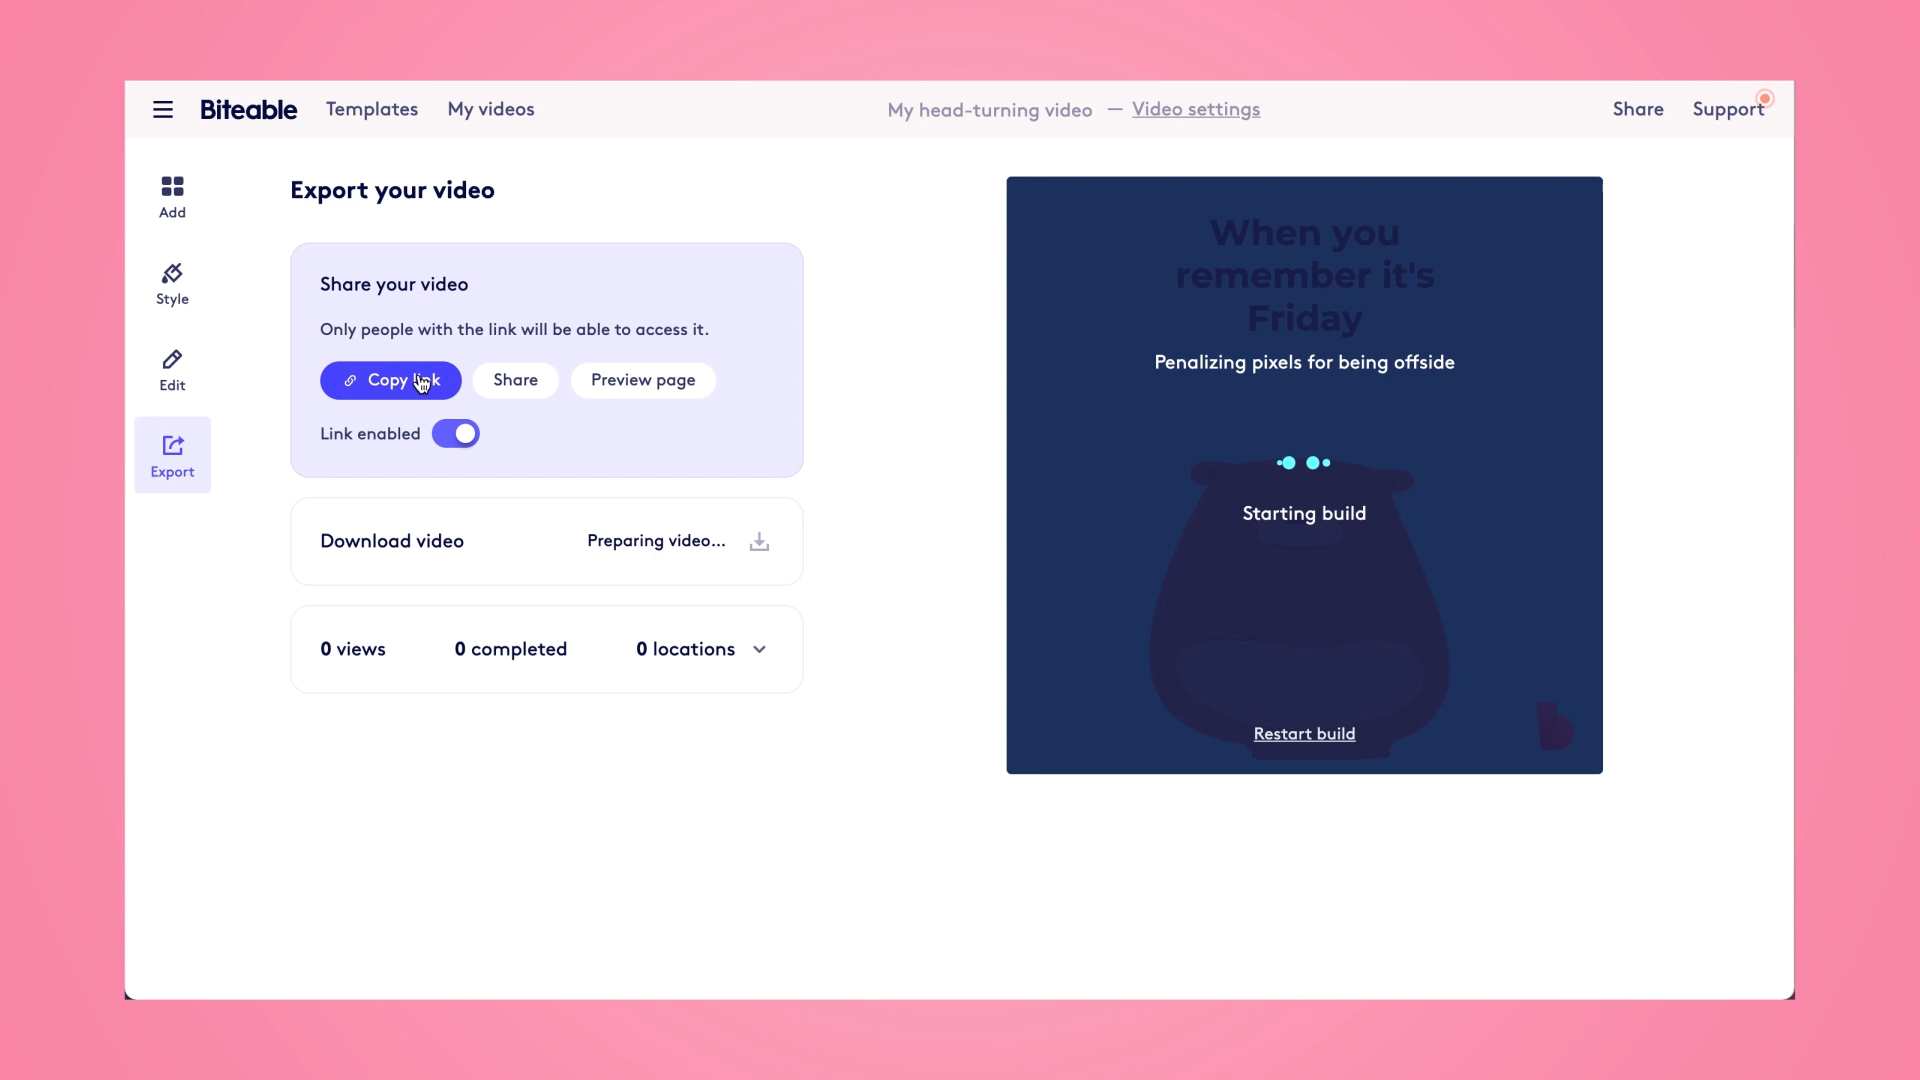 Biteable Templates My videos My head-turning video — Video settings Share Support
Add
Style
Edit
Export
Export your video
Share your video
Only people with the link will be able to access it.
Copy link Share Preview page
Link enabled
Download video Preparing video...
0 views 0 completed 0 locations
When you
remember it's
Friday
Penalizing pixels for being offside
Starting build
Restart build